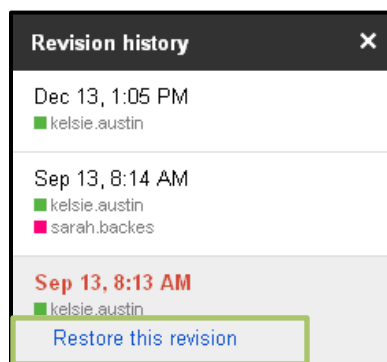 Revision history ×
Dec 13, 1:05 PM
kelsie.austin
Sep 13, 8:14 AM
kelsie.austin
sarah.backes
Sep 13, 8:13 AM
kelsie.austin
Restore this revision